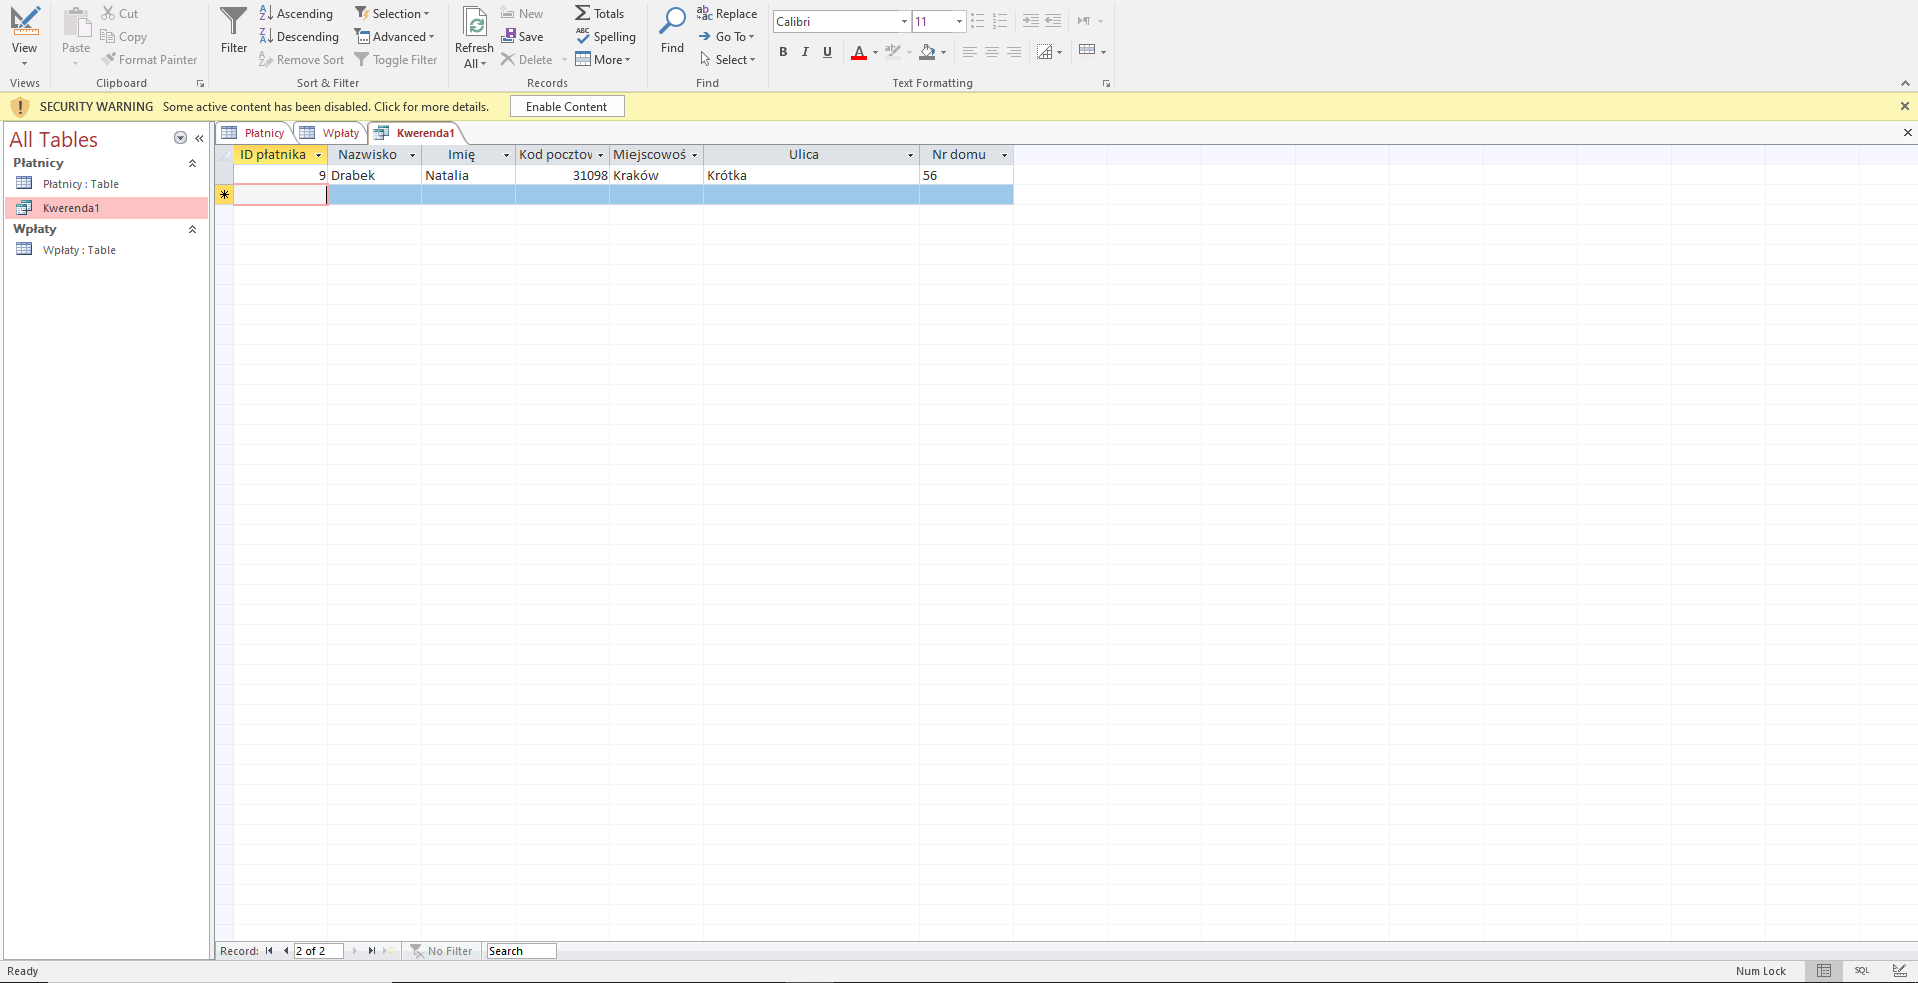 View
Views
Paste
Cut
Copy
Format Painter
Clipboard
Filter
Ascending
Descending
Remove Sort
Selection
Advanced
Toggle Filter
Sort & Filter
Refresh
All
New
Save
Delete
Totals
Spelling
More
Records
Find
Replace
Go To
Select
Find
Calibri
11
B I U
Text Formatting
SECURITY WARNING Some active content has been disabled. Click for more details. Enable Content
All Tables
Płatnicy
Płatnicy : Table
Kwerenda1
Wpłaty
Wpłaty : Table
Płatnicy Wpłaty Kwerenda1
ID płatnika Nazwisko Imię Kod pocztow Miejscowoś Ulica Nr domu
9 Drabek Natalia 31098 Kraków Krótka 56
Record: 2 of 2 No Filter Search
Ready Num Lock SQL